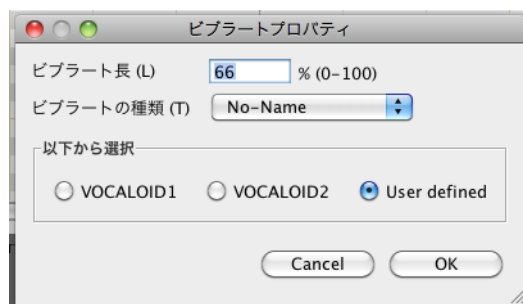 ビブラートプロパティ
ビブラート長 (L) 66 % (0-100)
ビブラートの種類 (T) No-Name
以下から選択
VOCALOID1 VOCALOID2 User defined
Cancel OK